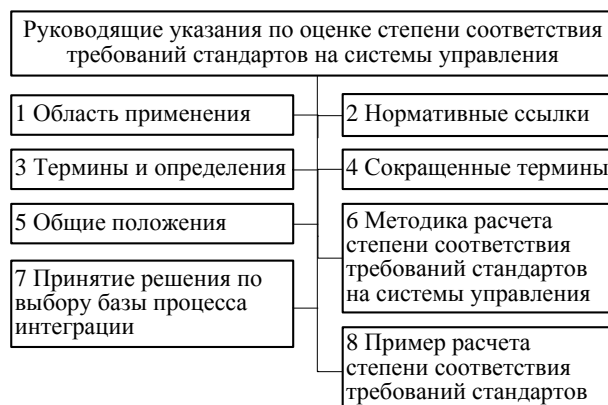 Руководящие указания по оценке степени соответствия
требований стандартов на системы управления
1 Область применения
2 Нормативные ссылки
3 Термины и определения
4 Сокращенные термины
5 Общие положения
6 Методика расчета
степени соответствия
требований стандартов
на системы управления
7 Принятие решения по
выбору базы процесса
интеграции
8 Пример расчета
степени соответствия
требований стандартов